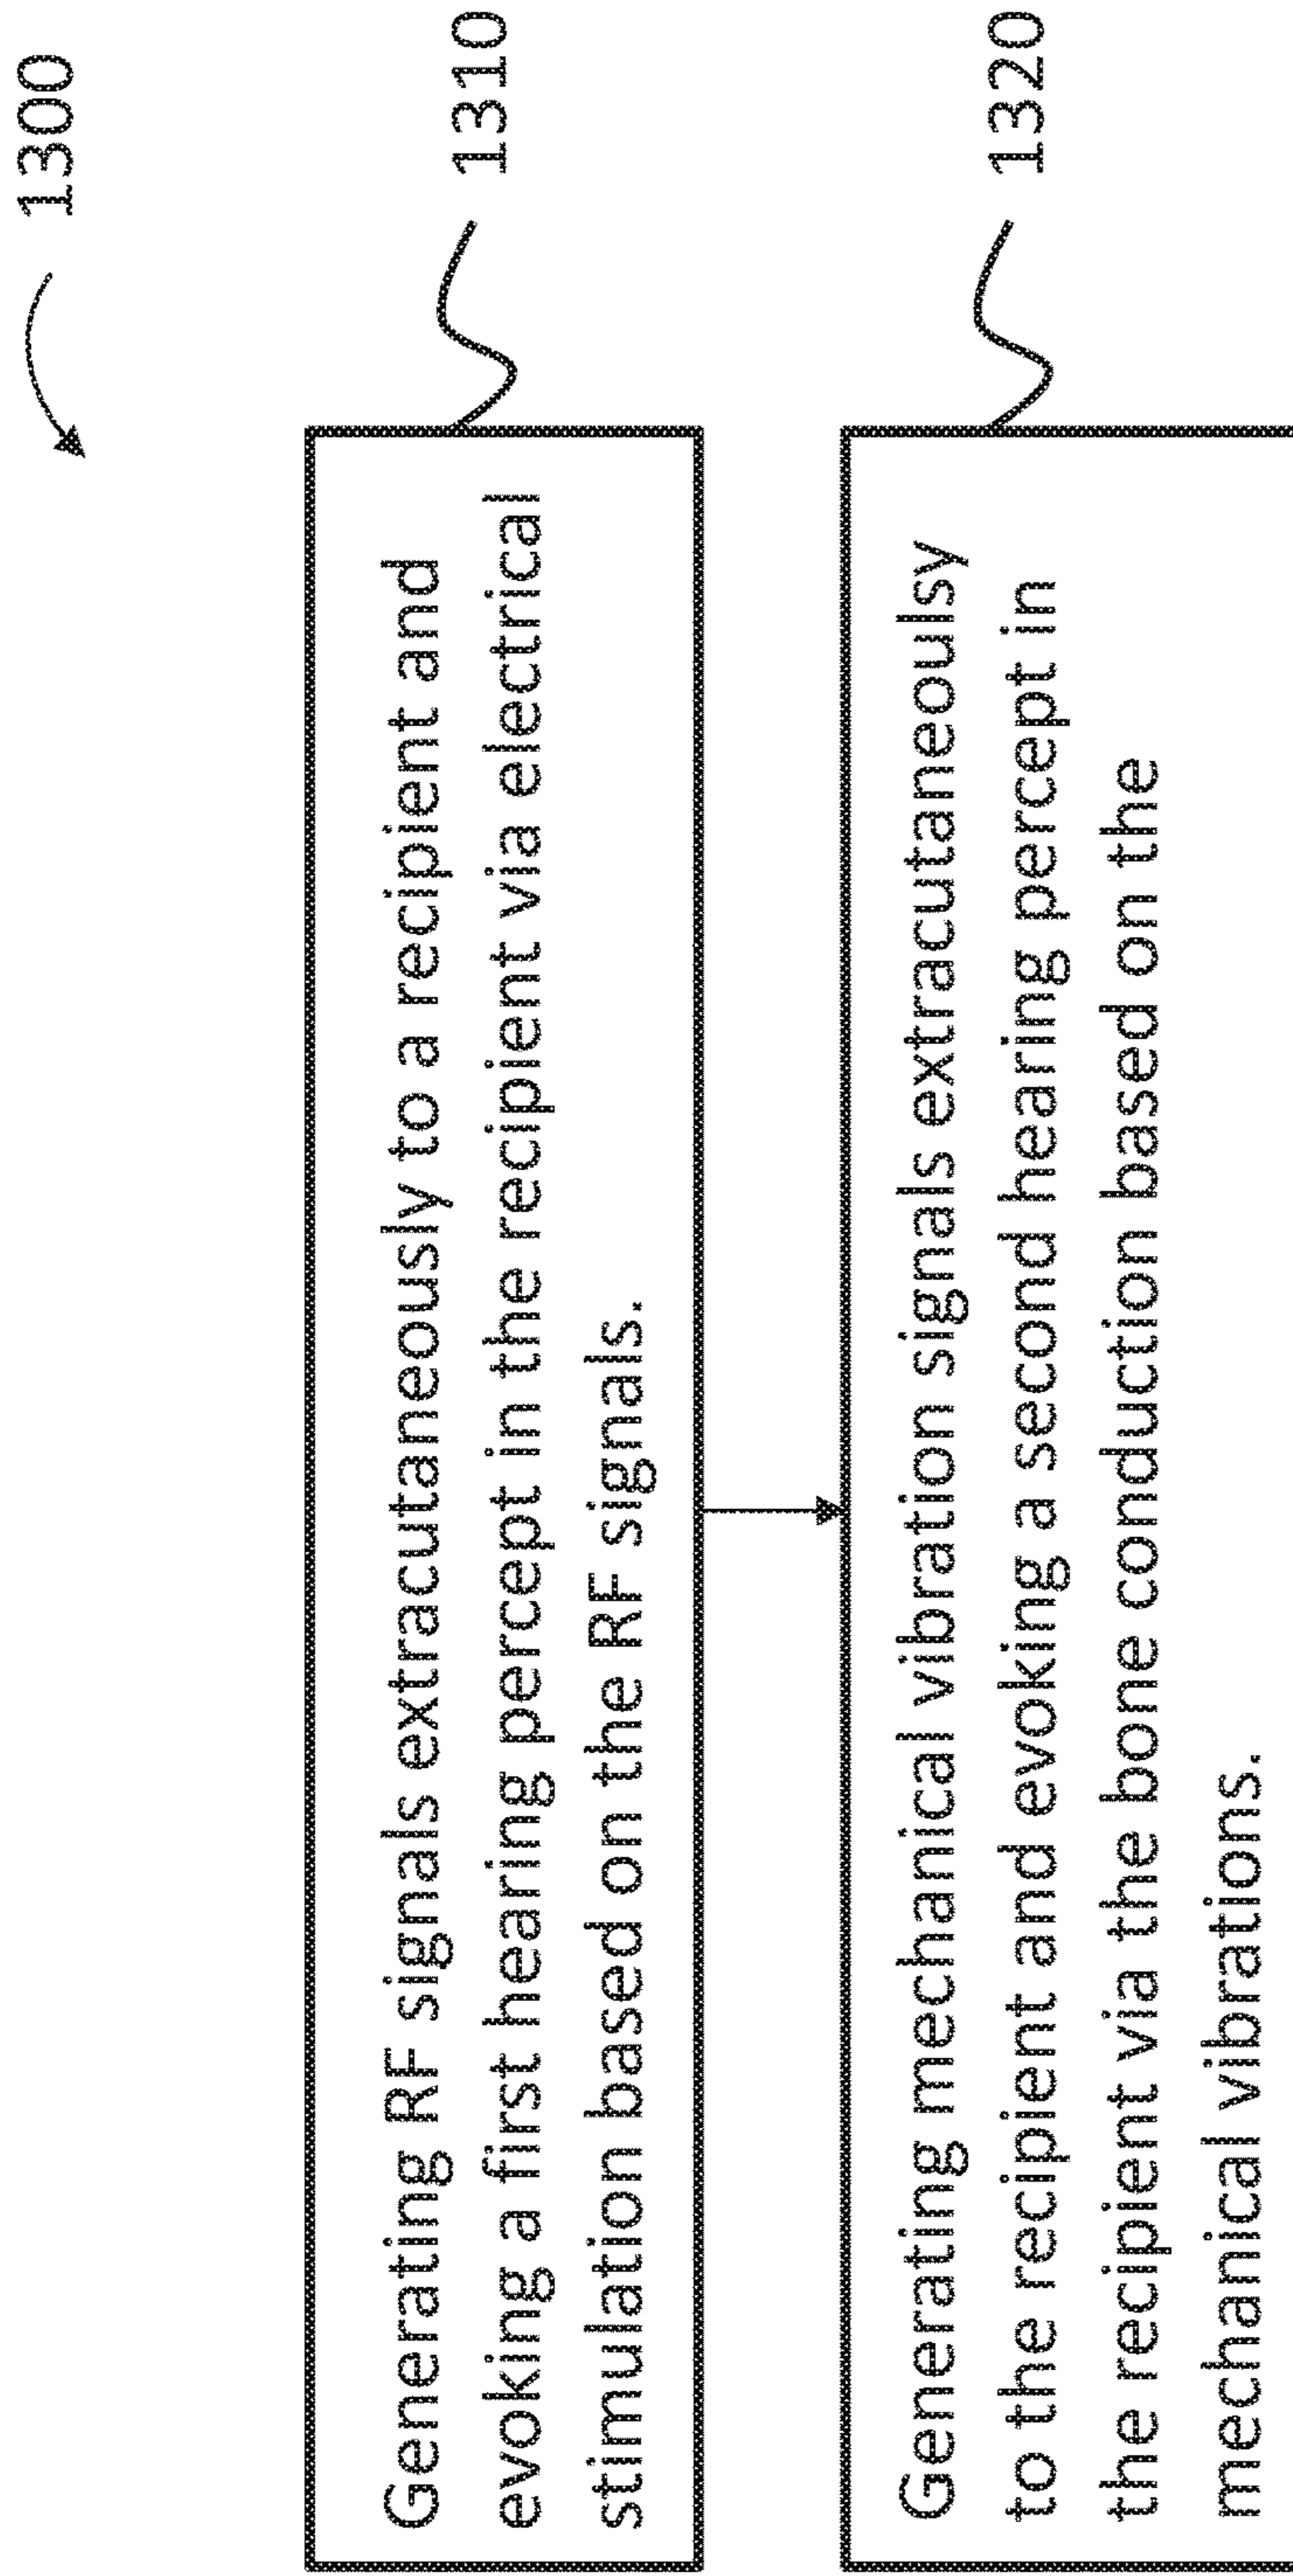 1300
Generating RF signals extracutaneously to a recipient and
evoking a first hearing percept in the recipient via electrical
stimulation based on the RF signals.
1310
Generating mechanical vibration signals extracutaneoulsy
to the recipient and evoking a second hearing percept in
the recipient via the bone conduction based on the
mechanical vibrations.
1320